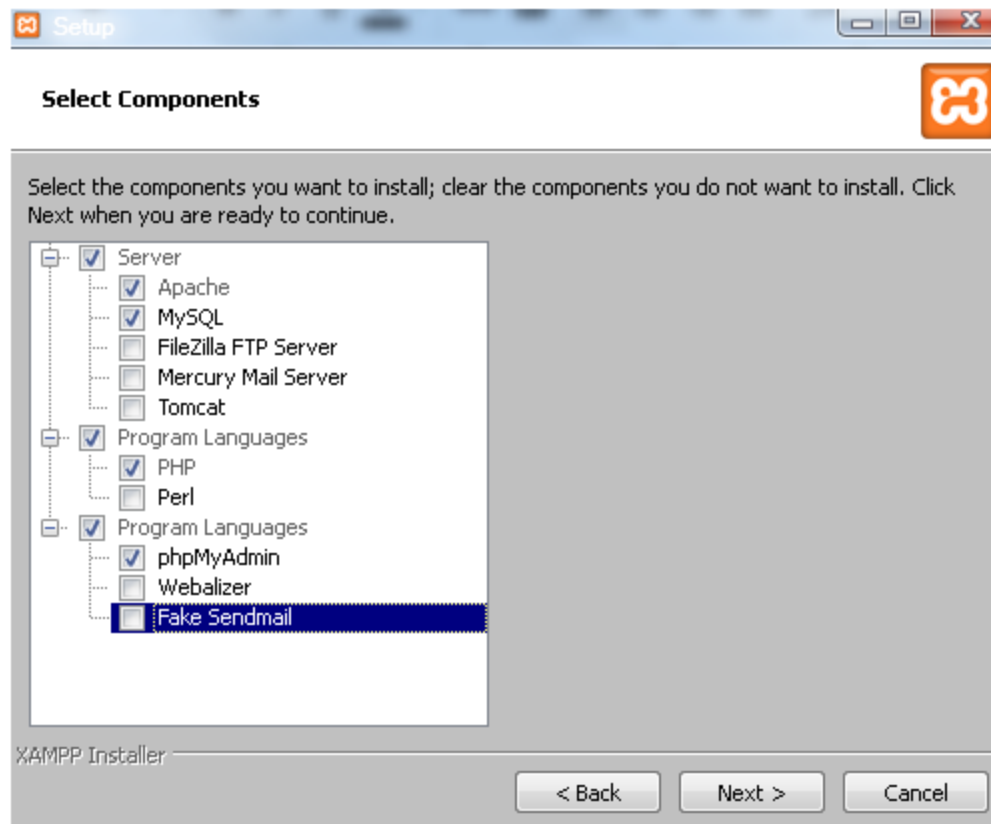 Setup
Select Components
Select the components you want to install; clear the components you do not want to install. Click
Next when you are ready to continue.
Server
Apache
MySQL
FileZilla FTP Server
Mercury Mail Server
Tomcat
Program Languages
PHP
Perl
Program Languages
phpMyAdmin
Webalizer
Fake Sendmail
XAMPP Installer
< Back
Next >
Cancel